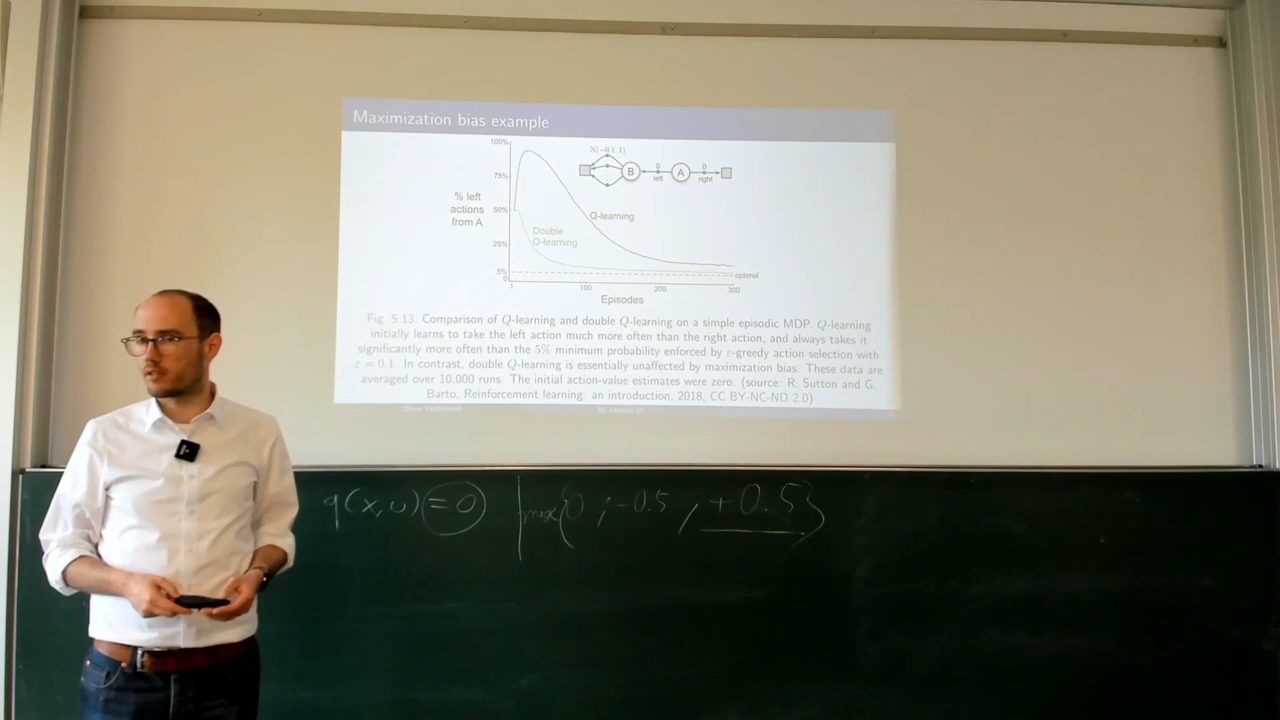 Maximization bias example
100%
75%
50%
25%
5%
0
% left
actions
from A
N(−0.1, 1)
B
0
left
A
0
right
Q-learning
Double
Q-learning
optimal
1
100
200
300
Episodes
Fig. 5.13: Comparison of Q-learning and double Q-learning on a simple episodic MDP. Q-learning
initially learns to take the left action much more often than the right action, and always takes it
significantly more often than the 5% minimum probability enforced by ε-greedy action selection with
ε = 0.1. In contrast, double Q-learning is essentially unaffected by maximization bias. These data are
averaged over 10,000 runs. The initial action-value estimates were zero. (source: R. Sutton and G.
Barto, Reinforcement learning: an introduction, 2018, CC BY-NC-ND 2.0)
q(x,u) = 0
max{0 ; -0.5 , +0.5}